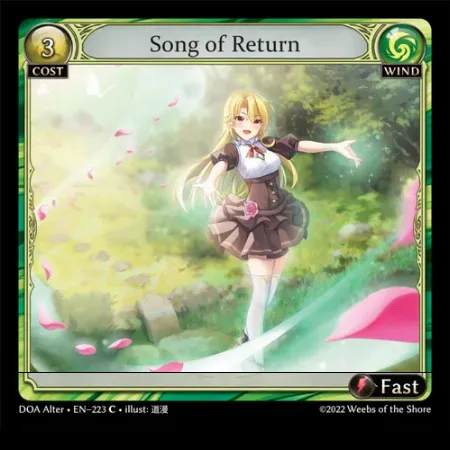 3
COST
Song of Return
WIND
Fast
DOA Alter • EN-223 C • illust: 道漫
©2022 Weebs of the Shore